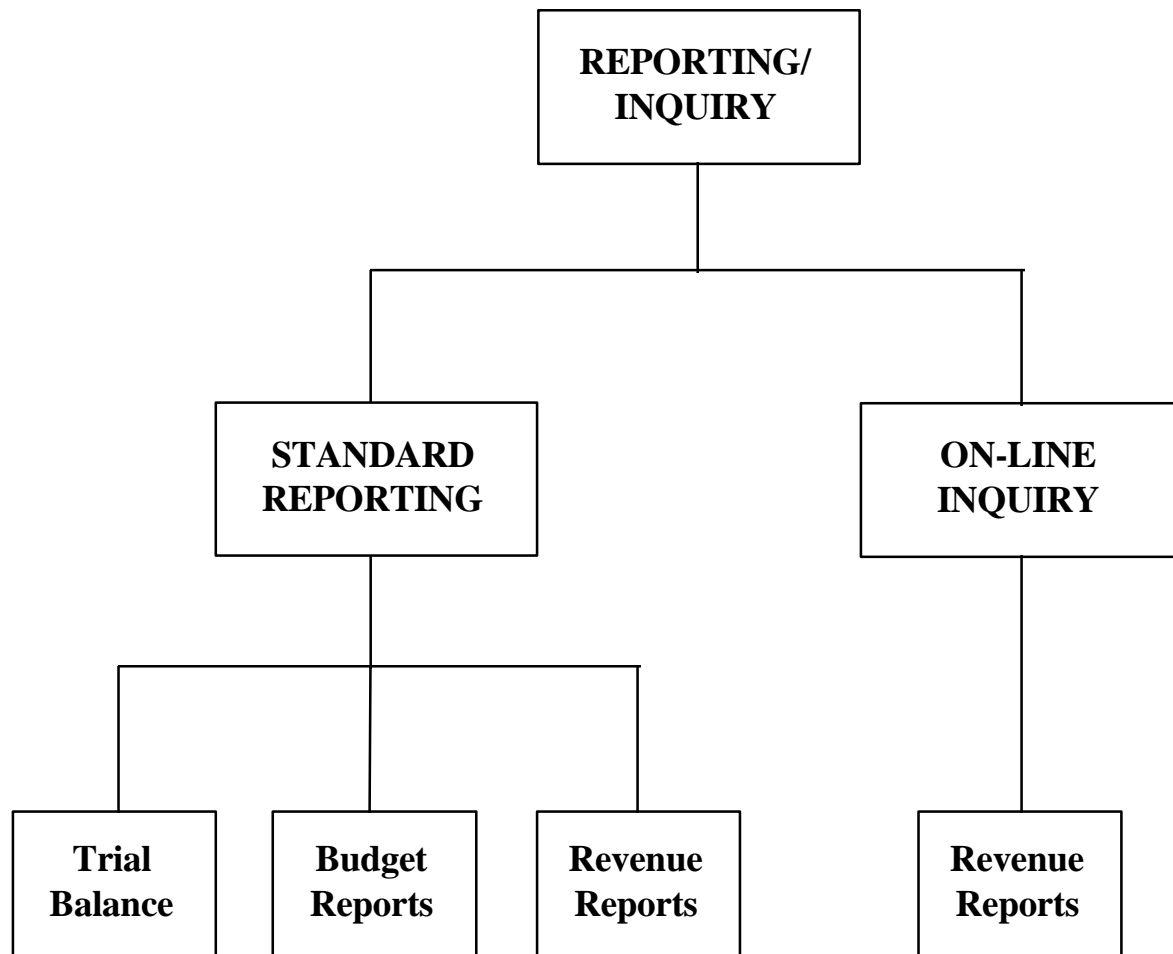 REPORTING/
INQUIRY
STANDARD
REPORTING
ON-LINE
INQUIRY
Trial
Balance
Budget
Reports
Revenue
Reports
Revenue
Reports